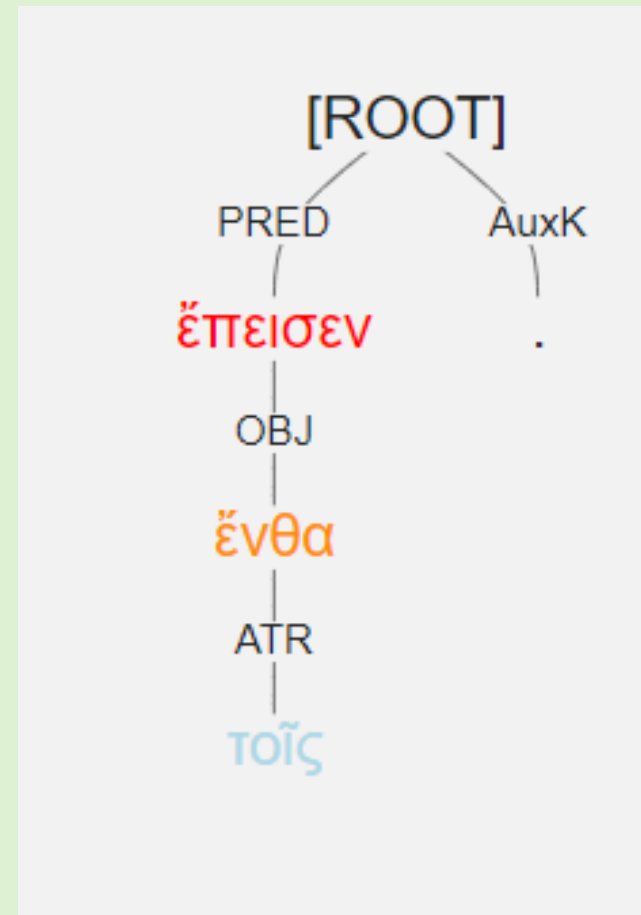 [ROOT]
PRED AuxK
ἔπεισεν .
OBJ
ἔνθα
ATR
τοῖς